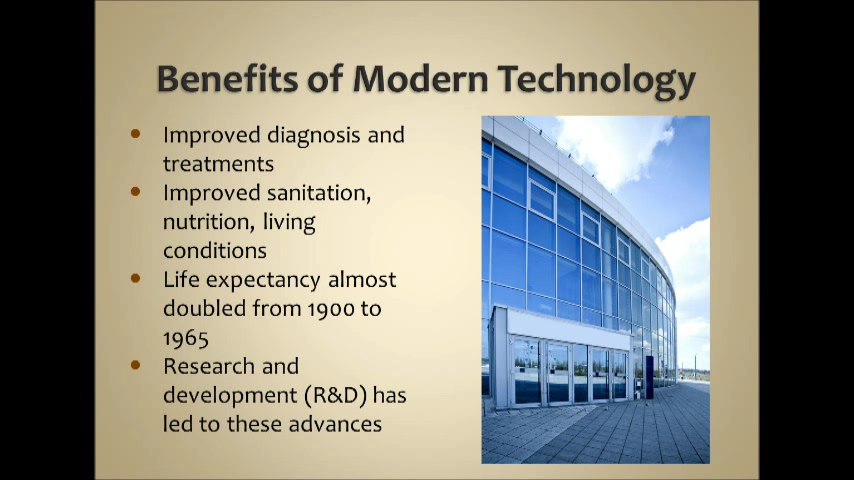 Benefits of Modern Technology
• Improved diagnosis and
treatments
• Improved sanitation,
nutrition, living
conditions
• Life expectancy almost
doubled from 1900 to
1965
• Research and
development (R&D) has
led to these advances